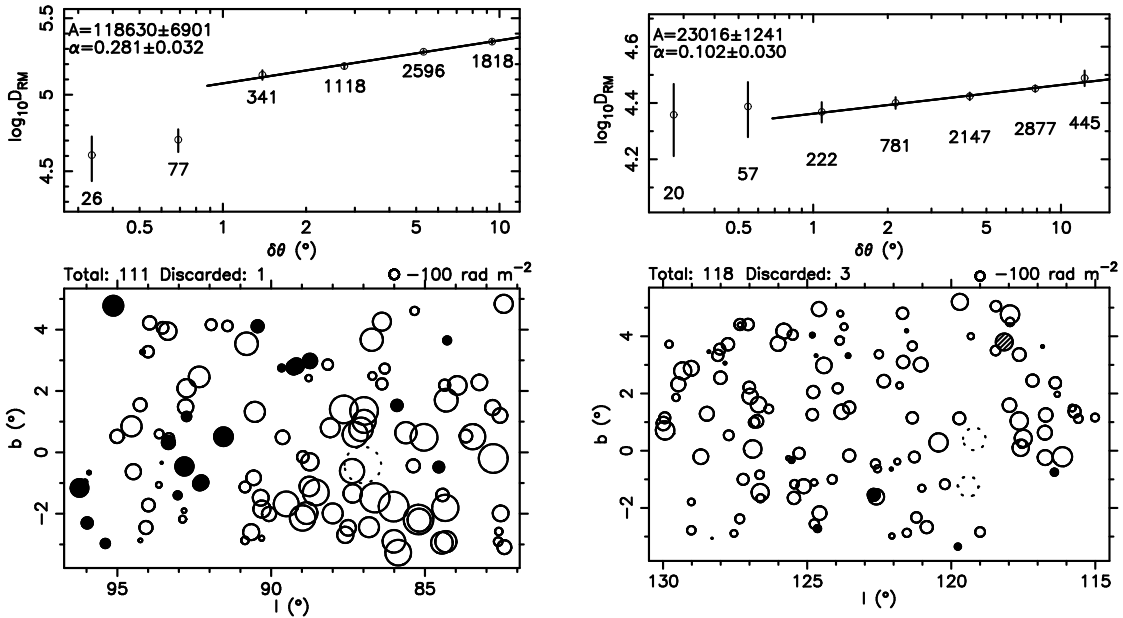 A=118630±6901
α=0.281±0.032
5.5
5
4.5
log₁₀D_RM
26
77
341
1118
2596
1818
0.5
1
2
5
10
δθ (°)
A=23016±1241
α=0.102±0.030
4.6
4.4
4.2
log₁₀D_RM
20
57
222
781
2147
2877
445
0.5
1
2
5
10
δθ (°)
Total: 111 Discarded: 1
−100 rad m⁻²
4
2
0
−2
b (°)
95
90
85
l (°)
Total: 118 Discarded: 3
−100 rad m⁻²
4
2
0
−2
b (°)
130
125
120
115
l (°)